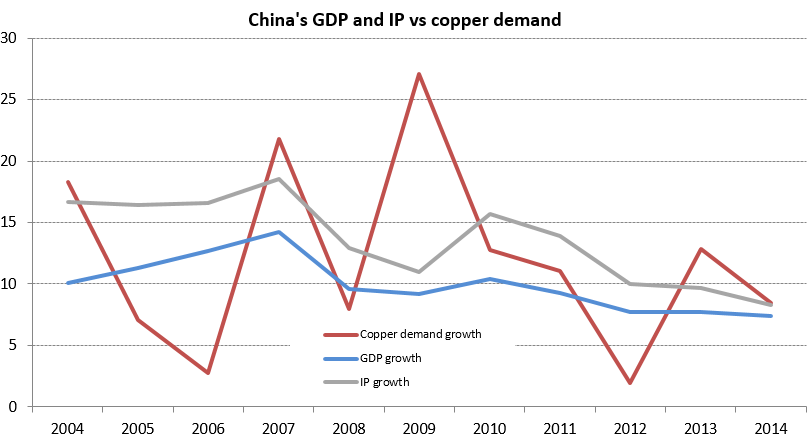 China's GDP and IP vs copper demand
30
25
20
15
10
5
0
Copper demand growth
GDP growth
IP growth
2004 2005 2006 2007 2008 2009 2010 2011 2012 2013 2014